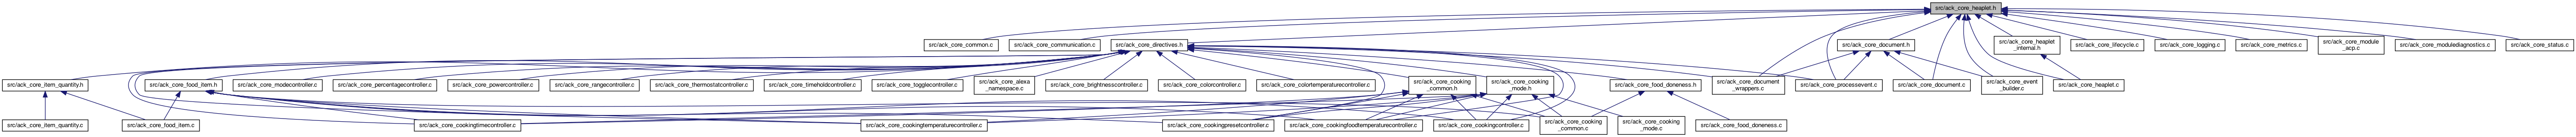 src/ack_core_heaplet.h
src/ack_core_common.c
src/ack_core_communication.c
src/ack_core_directives.h
src/ack_core_document.h
src/ack_core_heaplet
_internal.h
src/ack_core_lifecycle.c
src/ack_core_logging.c
src/ack_core_metrics.c
src/ack_core_module
_acp.c
src/ack_core_modulediagnostics.c
src/ack_core_status.c
src/ack_core_item_quantity.h
src/ack_core_food_item.h
src/ack_core_modecontroller.c
src/ack_core_percentagecontroller.c
src/ack_core_powercontroller.c
src/ack_core_rangecontroller.c
src/ack_core_thermostatcontroller.c
src/ack_core_timeholdcontroller.c
src/ack_core_togglecontroller.c
src/ack_core_alexa
_namespace.c
src/ack_core_brightnesscontroller.c
src/ack_core_colorcontroller.c
src/ack_core_colortemperaturecontroller.c
src/ack_core_cooking
_common.h
src/ack_core_cooking
_mode.h
src/ack_core_food_doneness.h
src/ack_core_document
_wrappers.c
src/ack_core_processevent.c
src/ack_core_document.c
src/ack_core_event
_builder.c
src/ack_core_heaplet.c
src/ack_core_item_quantity.c
src/ack_core_food_item.c
src/ack_core_cookingtimecontroller.c
src/ack_core_cookingtemperaturecontroller.c
src/ack_core_cookingpresetcontroller.c
src/ack_core_cookingfoodtemperaturecontroller.c
src/ack_core_cookingcontroller.c
src/ack_core_cooking
_common.c
src/ack_core_cooking
_mode.c
src/ack_core_food_doneness.c